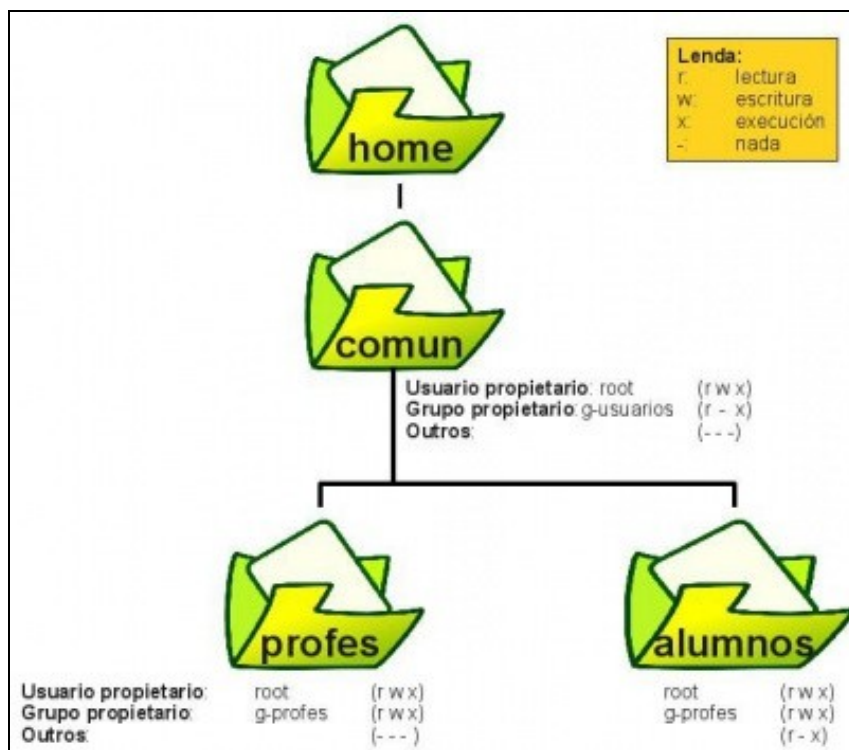 Lenda:
r: lectura
w: escritura
x: execución
-: nada
home
comun
Usuario propietario: root (r w x)
Grupo propietario: g-usuarios (r - x)
Outros: (- - -)
profes
alumnos
Usuario propietario: root (r w x) root (r w x)
Grupo propietario: g-profes (r w x) g-profes (r w x)
Outros: (- - - ) (r - x)